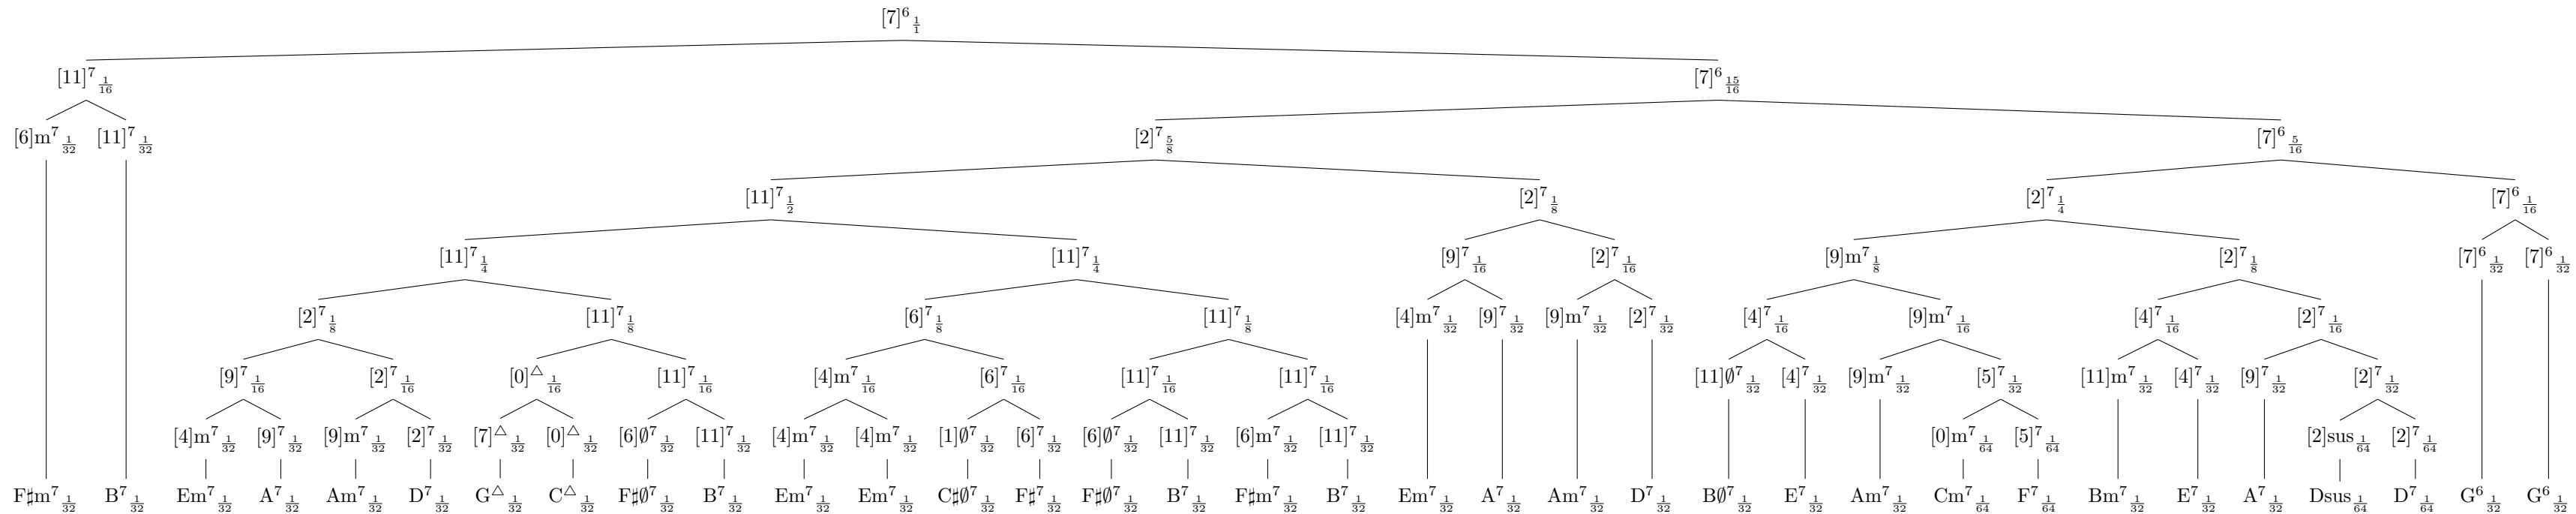 [7]⁶ 1/1
[11]⁷ 1/16 [7]⁶ 15/16
[6]m⁷ 1/32 [11]⁷ 1/32 [2]⁷ 5/8 [7]⁶ 5/16
[11]⁷ 1/2 [2]⁷ 1/8 [2]⁷ 1/4 [7]⁶ 1/16
[11]⁷ 1/4 [11]⁷ 1/4 [9]⁷ 1/16 [2]⁷ 1/16 [9]m⁷ 1/8 [2]⁷ 1/8 [7]⁶ 1/32 [7]⁶ 1/32
[2]⁷ 1/8 [11]⁷ 1/8 [6]⁷ 1/8 [11]⁷ 1/8 [4]m⁷ 1/32 [9]⁷ 1/32 [9]m⁷ 1/32 [2]⁷ 1/32 [4]⁷ 1/16 [9]m⁷ 1/16 [4]⁷ 1/16 [2]⁷ 1/16
[9]⁷ 1/16 [2]⁷ 1/16 [0]△ 1/16 [11]⁷ 1/16 [4]m⁷ 1/16 [6]⁷ 1/16 [11]⁷ 1/16 [11]⁷ 1/16 [11]∅⁷ 1/32 [4]⁷ 1/32 [9]m⁷ 1/32 [5]⁷ 1/32 [11]m⁷ 1/32 [4]⁷ 1/32 [9]⁷ 1/32 [2]⁷ 1/32
[4]m⁷ 1/32 [9]⁷ 1/32 [9]m⁷ 1/32 [2]⁷ 1/32 [7]△ 1/32 [0]△ 1/32 [6]∅⁷ 1/32 [11]⁷ 1/32 [4]m⁷ 1/32 [4]m⁷ 1/32 [1]∅⁷ 1/32 [6]⁷ 1/32 [6]∅⁷ 1/32 [11]⁷ 1/32 [6]m⁷ 1/32 [11]⁷ 1/32 [0]m⁷ 1/64 [5]⁷ 1/64 [2]sus 1/64 [2]⁷ 1/64
F♯m⁷ 1/32 B⁷ 1/32 Em⁷ 1/32 A⁷ 1/32 Am⁷ 1/32 D⁷ 1/32 G△ 1/32 C△ 1/32 F♯∅⁷ 1/32 B⁷ 1/32 Em⁷ 1/32 Em⁷ 1/32 C♯∅⁷ 1/32 F♯⁷ 1/32 F♯∅⁷ 1/32 B⁷ 1/32 F♯m⁷ 1/32 B⁷ 1/32 Em⁷ 1/32 A⁷ 1/32 Am⁷ 1/32 D⁷ 1/32 B∅⁷ 1/32 E⁷ 1/32 Am⁷ 1/32 Cm⁷ 1/64 F⁷ 1/64 Bm⁷ 1/32 E⁷ 1/32 A⁷ 1/32 Dsus 1/64 D⁷ 1/64 G⁶ 1/32 G⁶ 1/32